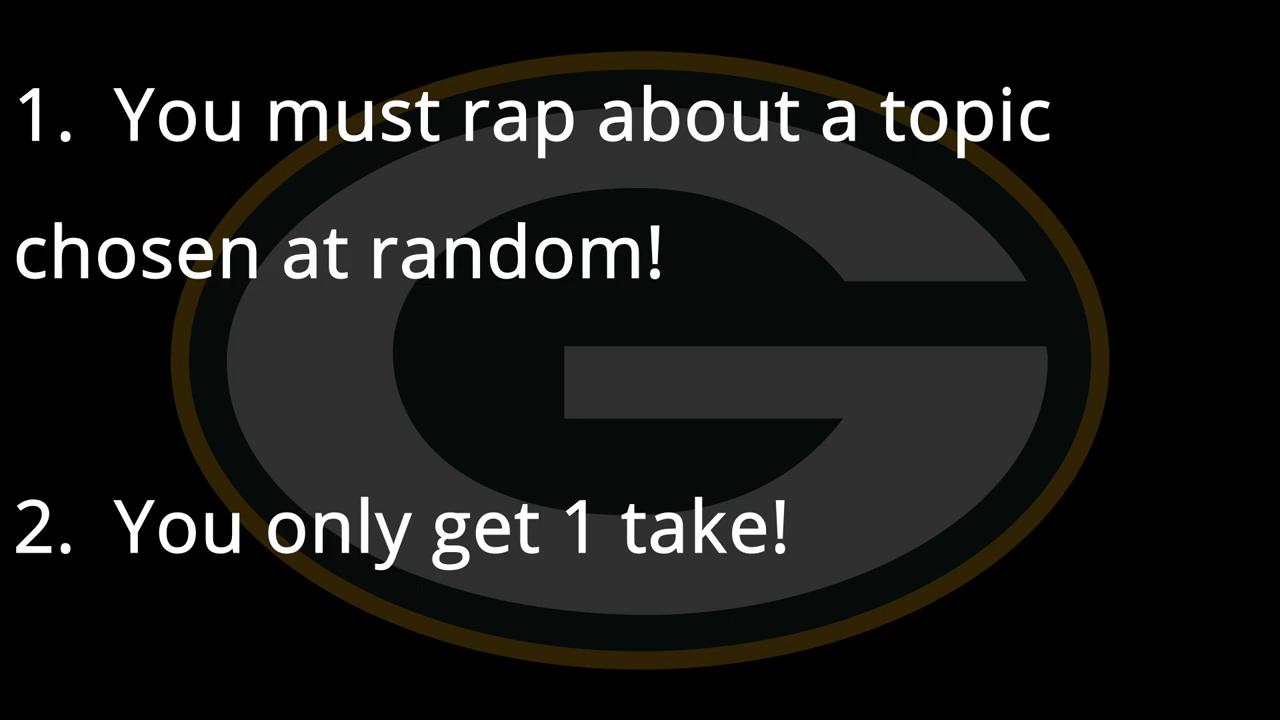 1. You must rap about a topic
chosen at random!
2. You only get 1 take!